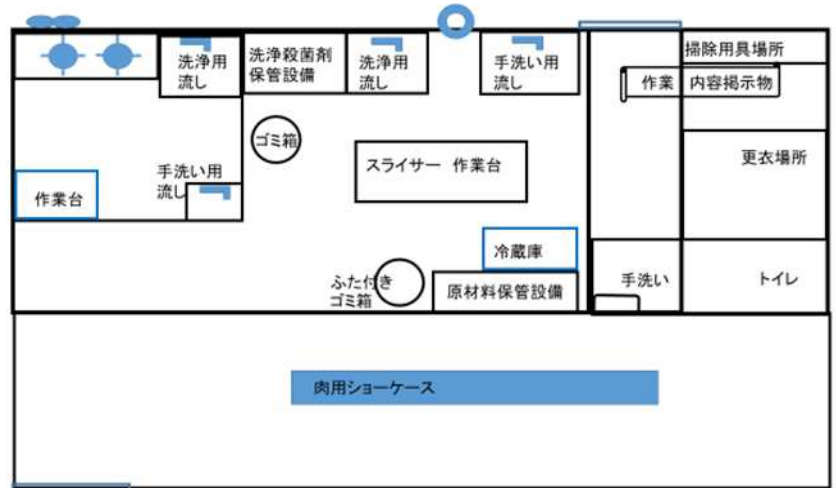 洗浄用
流し
洗浄殺菌剤
保管設備
洗浄用
流し
手洗い用
流し
掃除用具場所
作業 内容掲示物
ゴミ箱
スライサー 作業台
更衣場所
手洗い用
流し
作業台
冷蔵庫
ふた付き
ゴミ箱
原材料保管設備
手洗い
トイレ
肉用ショーケース